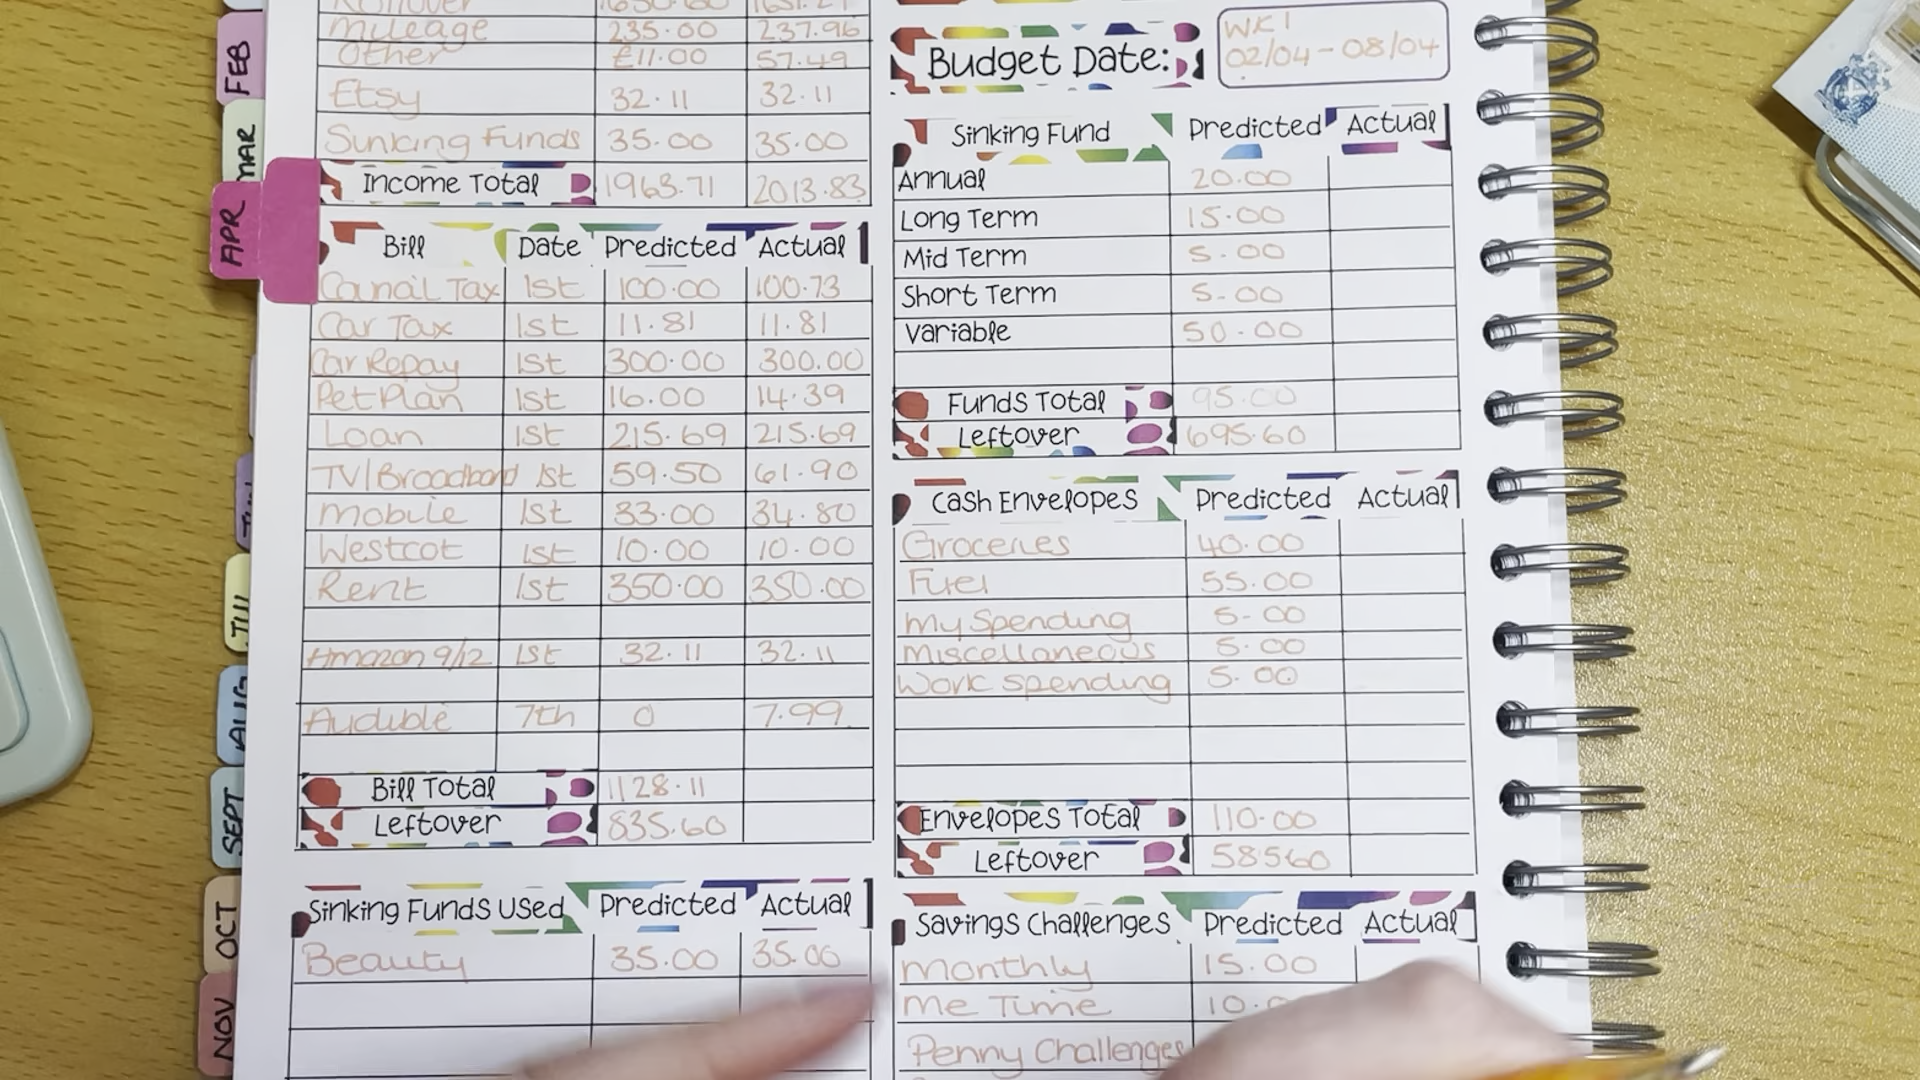 Rollover 1650.60 1651.27
Mileage 235.00 237.96
Other £11.00 57.49
Etsy 32.11 32.11
Sinking Funds 35.00 35.00
Income Total 1963.71 2013.83
Bill Date Predicted Actual
Council Tax 1st 100.00 100.73
Car Tax 1st 11.81 11.81
Car Repay 1st 300.00 300.00
Pet Plan 1st 16.00 14.39
Loan 1st 215.69 215.69
TV/Broadband 1st 59.50 61.90
Mobile 1st 33.00 34.80
Westcot 1st 10.00 10.00
Rent 1st 350.00 350.00
Amazon 9/12 1st 32.11 32.11
Audible 7th 0 7.99
Bill Total 1128.11
Leftover 835.60
Sinking Funds Used Predicted Actual
Beauty 35.00 35.00
Budget Date: WK1
02/04-08/04
Sinking Fund Predicted Actual
Annual 20.00
Long Term 15.00
Mid Term 5.00
Short Term 5.00
Variable 50.00
Funds Total 95.00
Leftover 695.60
Cash Envelopes Predicted Actual
Groceries 40.00
Fuel 55.00
My Spending 5.00
Miscellaneous 5.00
Work Spending 5.00
Envelopes Total 110.00
Leftover 58560
Savings Challenges Predicted Actual
Monthly 15.00
Me Time
Penny Challenges
FEB
MAR
APR
AUG
SEPT
OCT
NOV